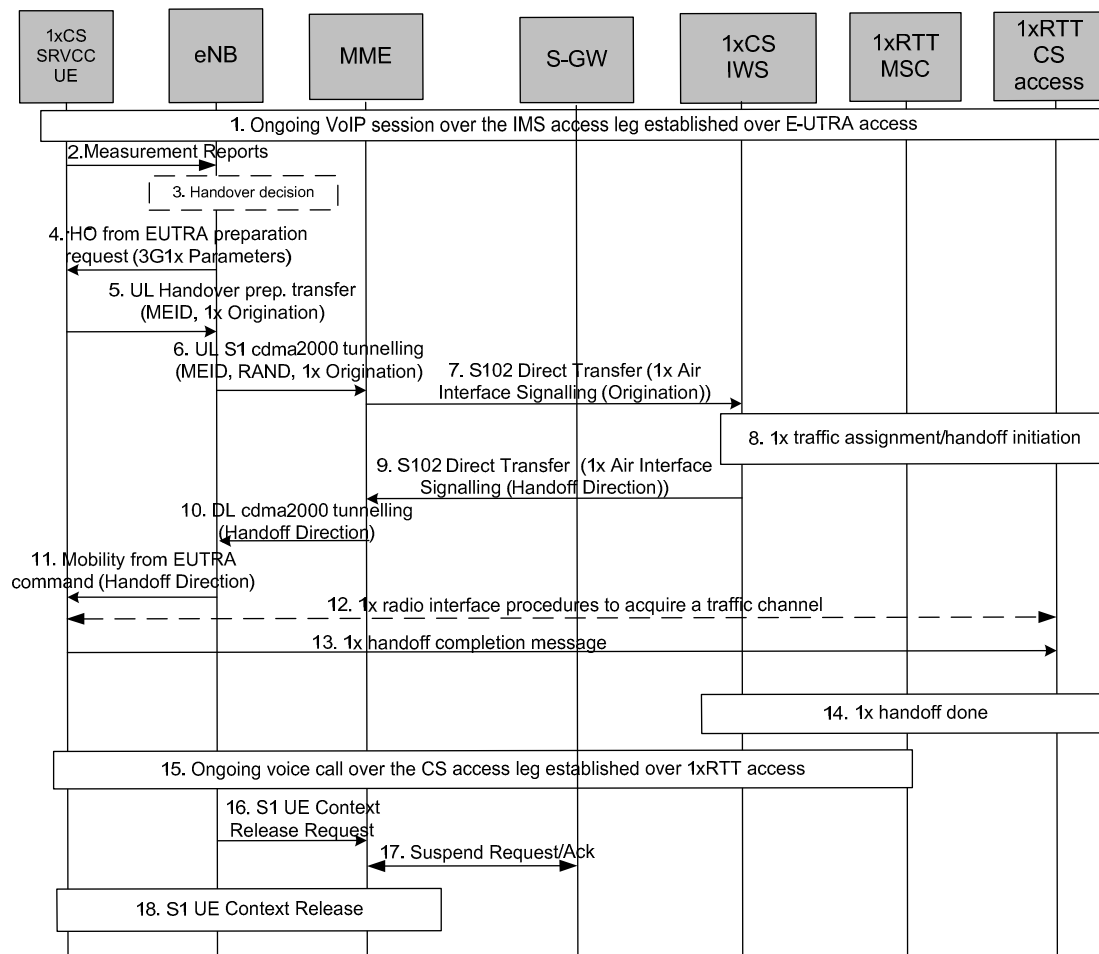 1xCS
SRVCC
UE
eNB
MME
S-GW
1xCS
IWS
1xRTT
MSC
1xRTT
CS
access
1. Ongoing VoIP session over the IMS access leg established over E-UTRA access
2.Measurement Reports
3. Handover decision
4. HO from EUTRA preparation
request (3G1x Parameters)
5. UL Handover prep. transfer
(MEID, 1x Origination)
6. UL S1 cdma2000 tunnelling
(MEID, RAND, 1x Origination)
7. S102 Direct Transfer (1x Air
Interface Signalling (Origination))
8. 1x traffic assignment/handoff initiation
9. S102 Direct Transfer (1x Air Interface
Signalling (Handoff Direction))
10. DL cdma2000 tunnelling
(Handoff Direction)
11. Mobility from EUTRA
command (Handoff Direction)
12. 1x radio interface procedures to acquire a traffic channel
13. 1x handoff completion message
14. 1x handoff done
15. Ongoing voice call over the CS access leg established over 1xRTT access
16. S1 UE Context
Release Request
17. Suspend Request/Ack
18. S1 UE Context Release